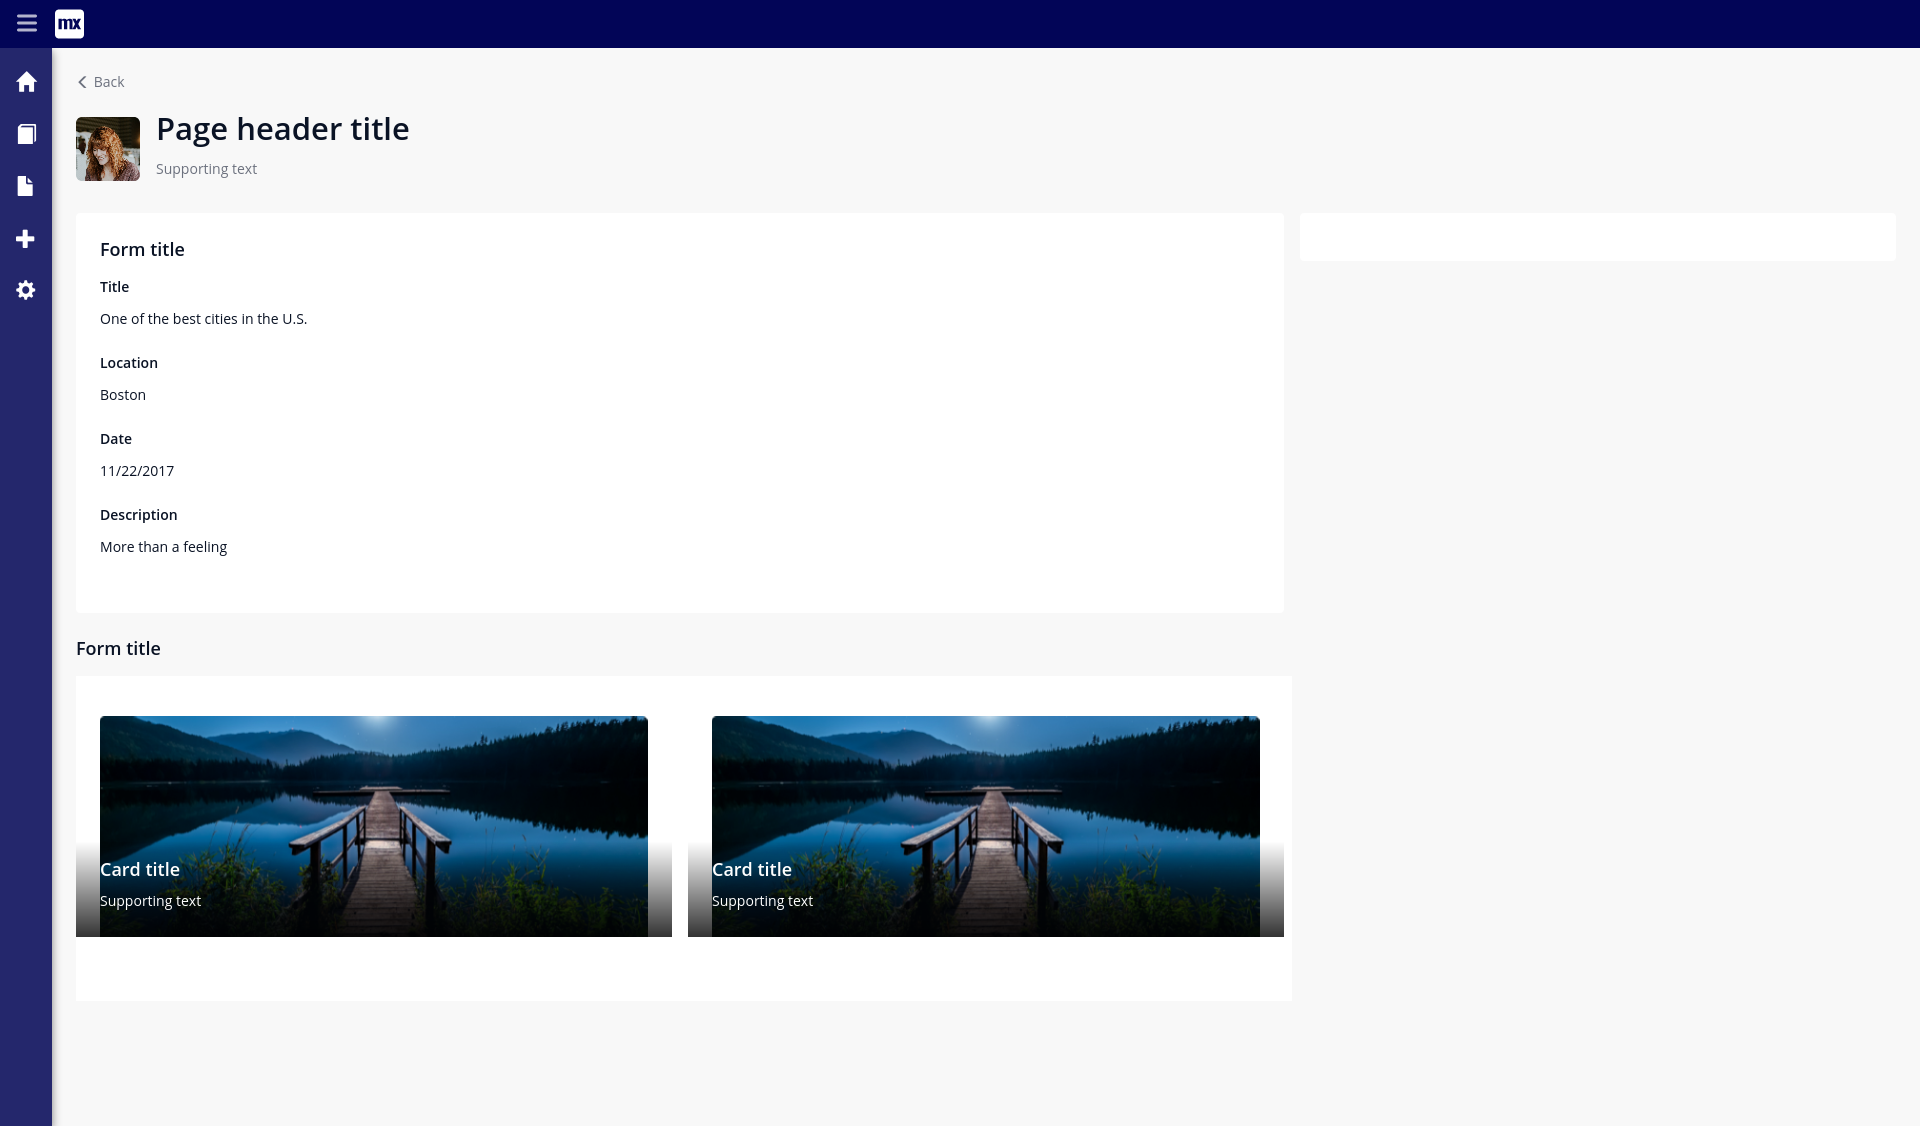 mx
Back
Page header title
Supporting text
Form title
Title
One of the best cities in the U.S.
Location
Boston
Date
11/22/2017
Description
More than a feeling
Form title
Card title
Supporting text
Card title
Supporting text